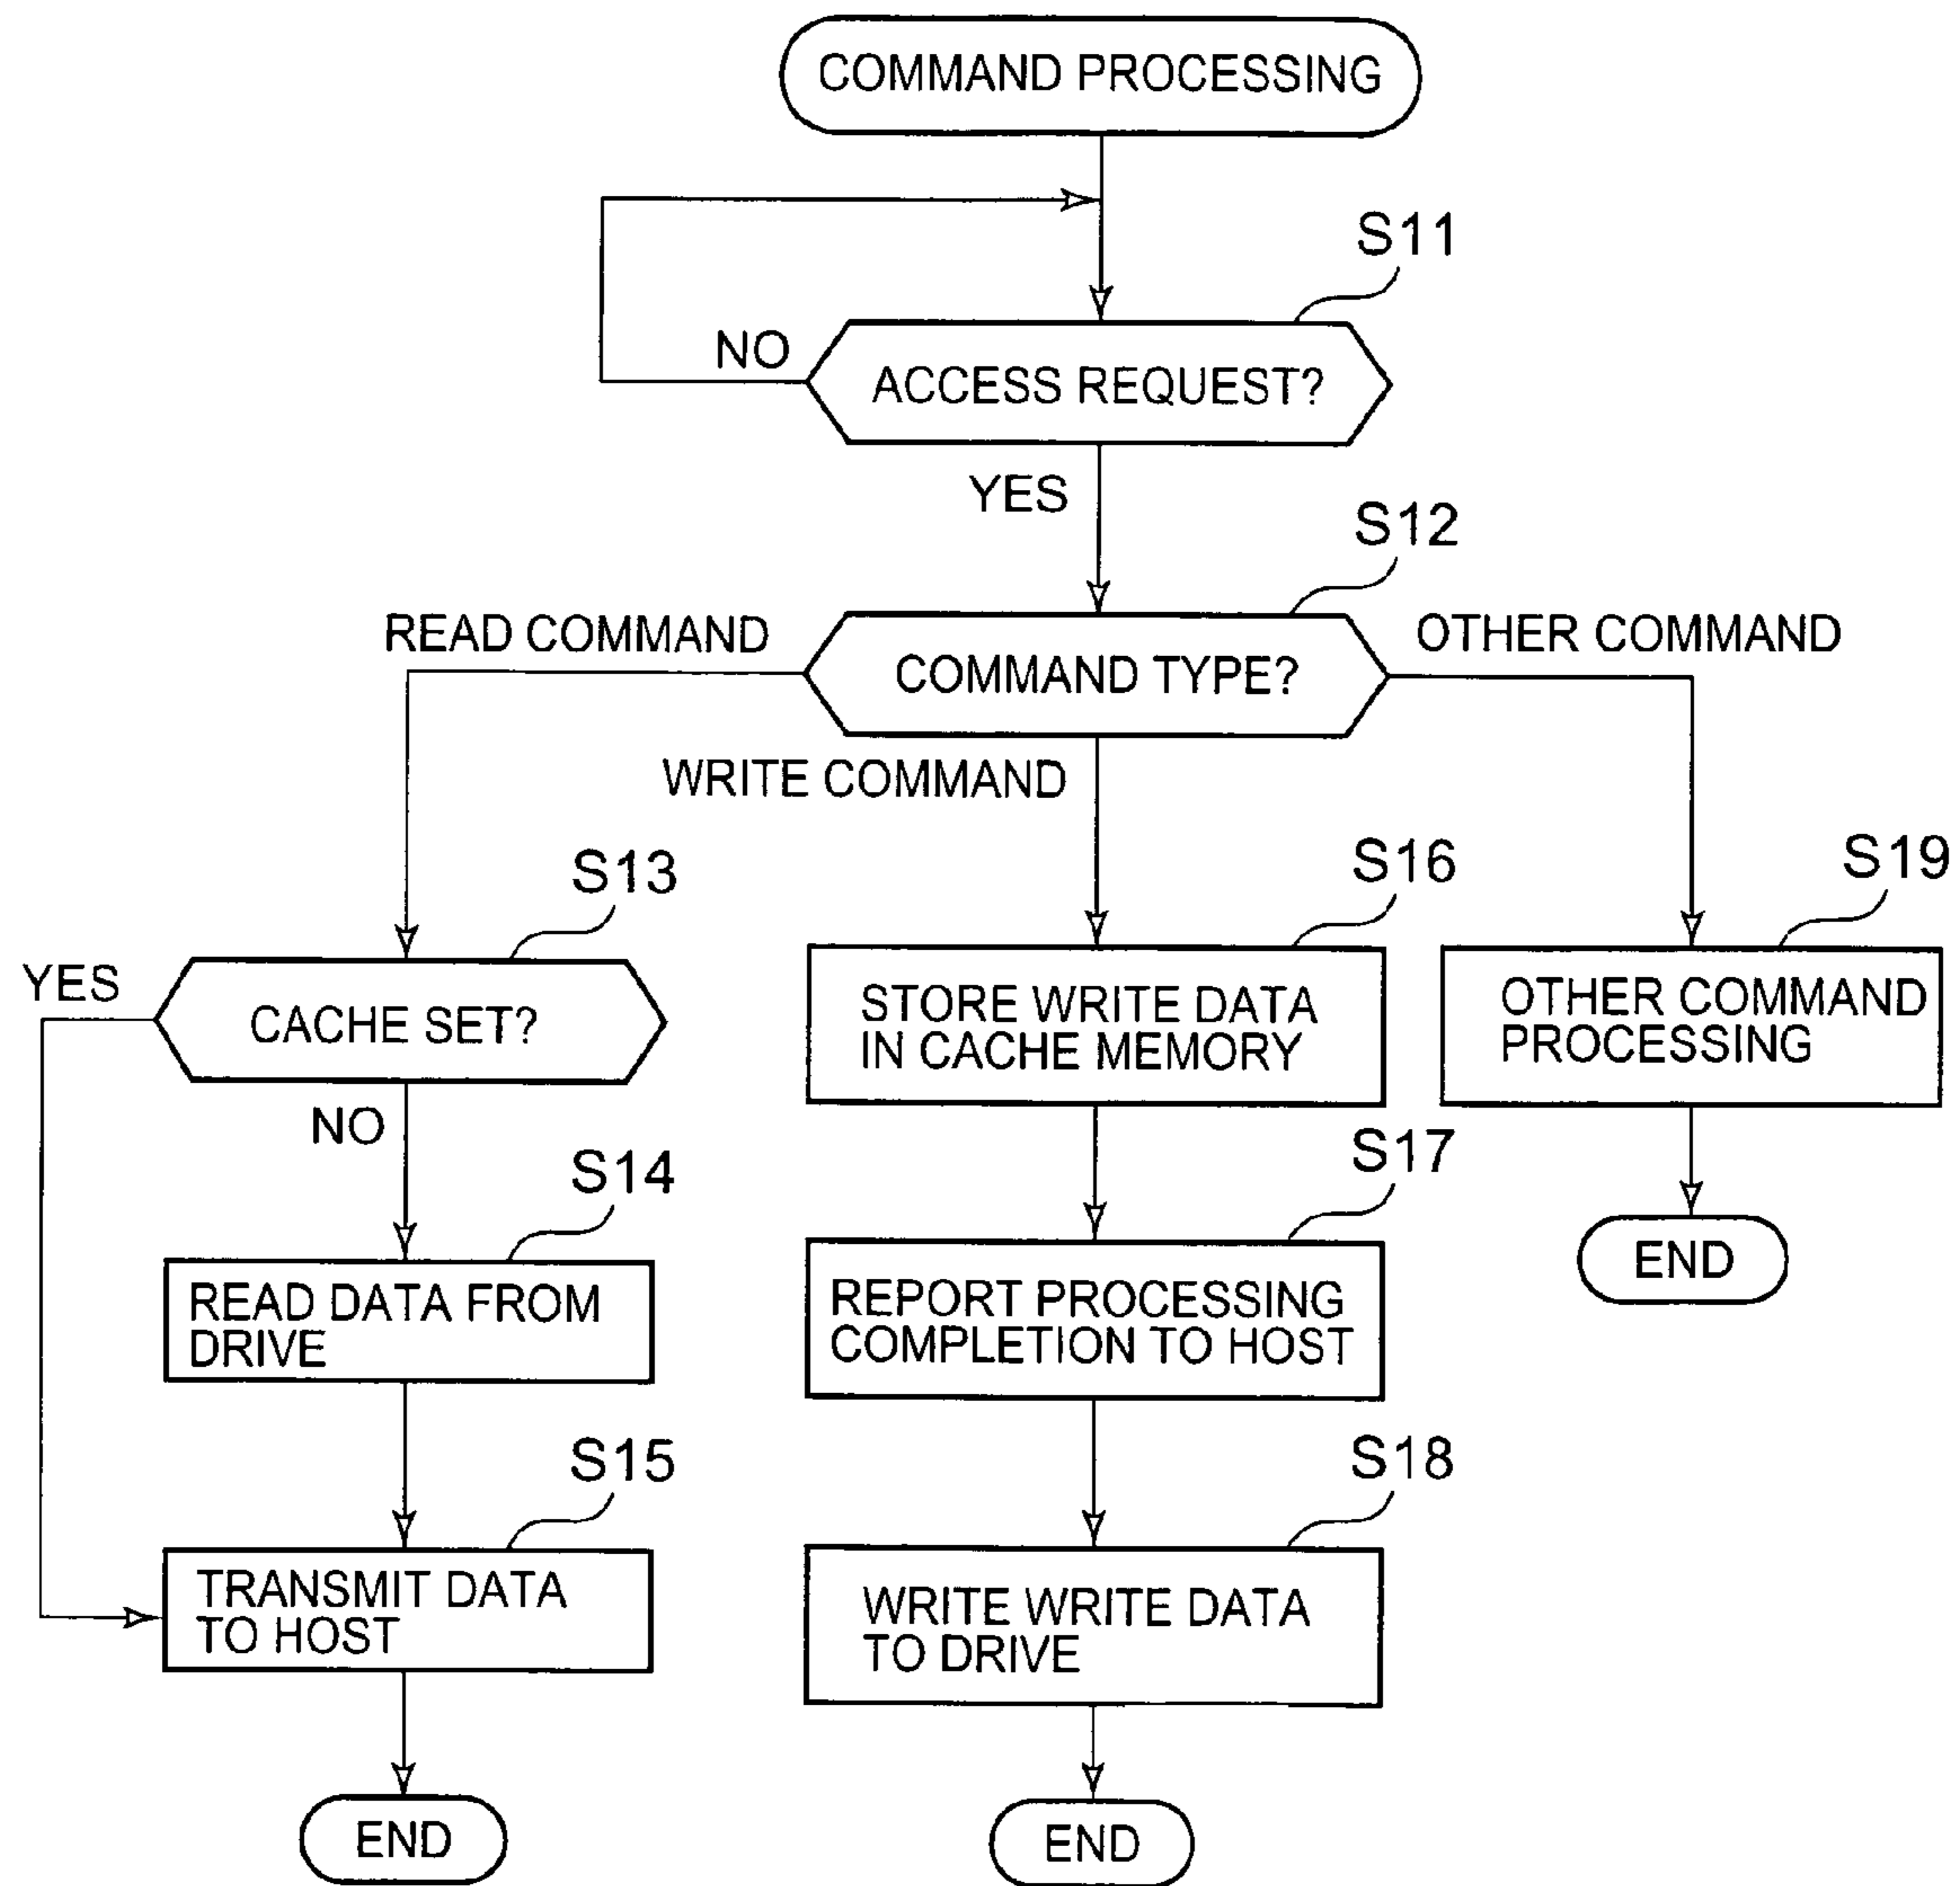 COMMAND PROCESSING
S11
NO
ACCESS REQUEST?
YES
S12
READ COMMAND
OTHER COMMAND
COMMAND TYPE?
WRITE COMMAND
S13
S16
S19
YES
CACHE SET?
STORE WRITE DATA
IN CACHE MEMORY
OTHER COMMAND
PROCESSING
NO
S14
S17
READ DATA FROM
DRIVE
REPORT PROCESSING
COMPLETION TO HOST
END
S15
S18
TRANSMIT DATA
TO HOST
WRITE WRITE DATA
TO DRIVE
END
END